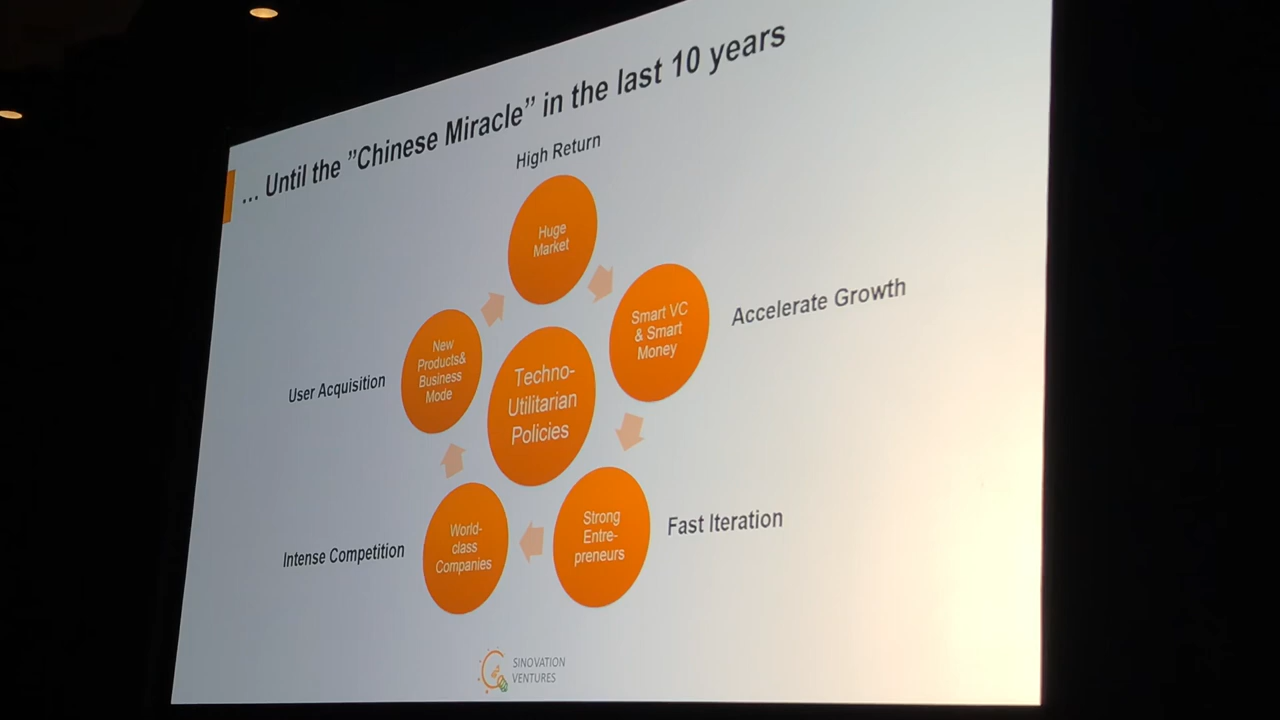 ... Until the ”Chinese Miracle” in the last 10 years
High Return
Huge
Market
Smart VC
& Smart
Money
Accelerate Growth
New
Products&
Business
Mode
User Acquisition
Techno-
Utilitarian
Policies
Strong
Entre-
preneurs
Fast Iteration
World-
class
Companies
Intense Competition
SINOVATION
VENTURES